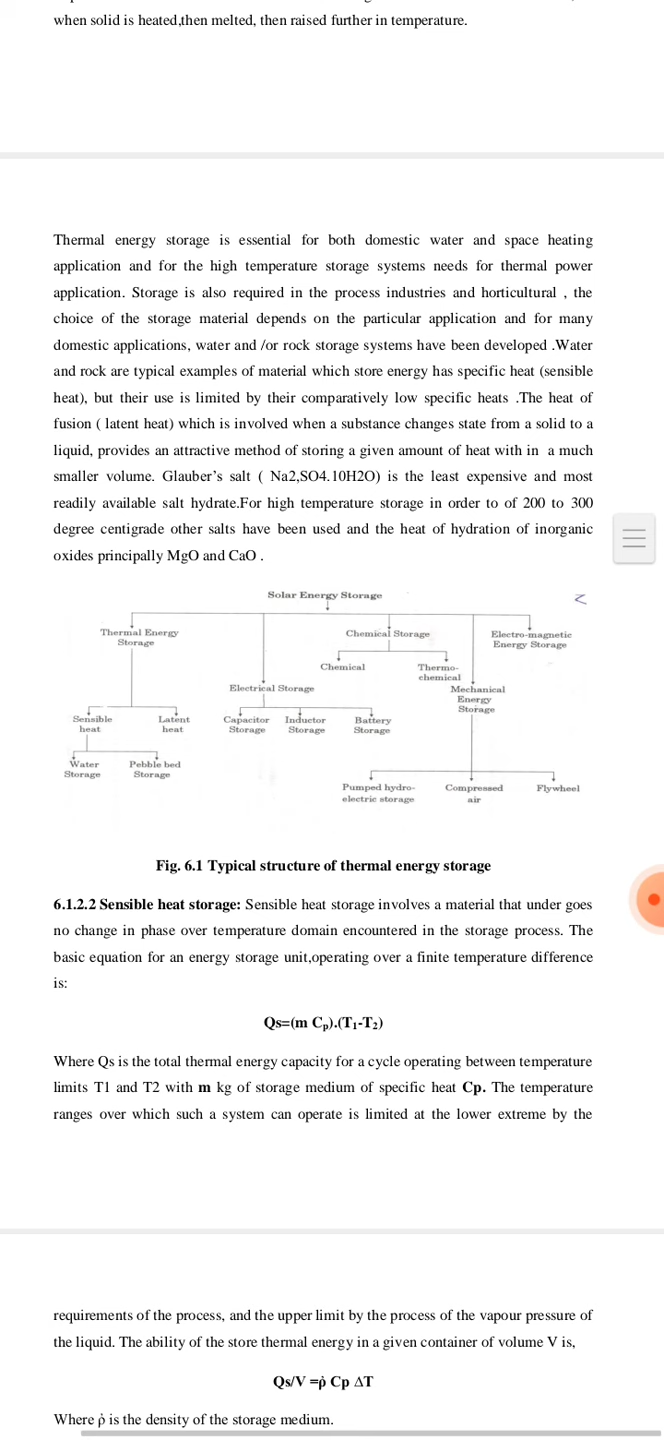 when solid is heated,then melted, then raised further in temperature.
Thermal energy storage is essential for both domestic water and space heating
application and for the high temperature storage systems needs for thermal power
application. Storage is also required in the process industries and horticultural , the
choice of the storage material depends on the particular application and for many
domestic applications, water and /or rock storage systems have been developed .Water
and rock are typical examples of material which store energy has specific heat (sensible
heat), but their use is limited by their comparatively low specific heats .The heat of
fusion ( latent heat) which is involved when a substance changes state from a solid to a
liquid, provides an attractive method of storing a given amount of heat with in a much
smaller volume. Glauber’s salt ( Na2,SO4.10H2O) is the least expensive and most
readily available salt hydrate.For high temperature storage in order to of 200 to 300
degree centigrade other salts have been used and the heat of hydration of inorganic
oxides principally MgO and CaO .
Solar Energy Storage
Thermal Energy
Storage
Chemical Storage
Electro-magnetic
Energy Storage
Chemical
Thermo-
chemical
Electrical Storage
Mechanical
Energy
Storage
Sensible
heat
Latent
heat
Capacitor
Storage
Inductor
Storage
Battery
Storage
Water
Storage
Pebble bed
Storage
Pumped hydro-
electric storage
Compressed
air
Flywheel
Fig. 6.1 Typical structure of thermal energy storage
6.1.2.2 Sensible heat storage: Sensible heat storage involves a material that under goes
no change in phase over temperature domain encountered in the storage process. The
basic equation for an energy storage unit,operating over a finite temperature difference
is:
Qs=(m Cₚ).(T₁-T₂)
Where Qs is the total thermal energy capacity for a cycle operating between temperature
limits T1 and T2 with m kg of storage medium of specific heat Cp. The temperature
ranges over which such a system can operate is limited at the lower extreme by the
requirements of the process, and the upper limit by the process of the vapour pressure of
the liquid. The ability of the store thermal energy in a given container of volume V is,
Qs/V =ρ̇ Cp ΔT
Where ρ̇ is the density of the storage medium.